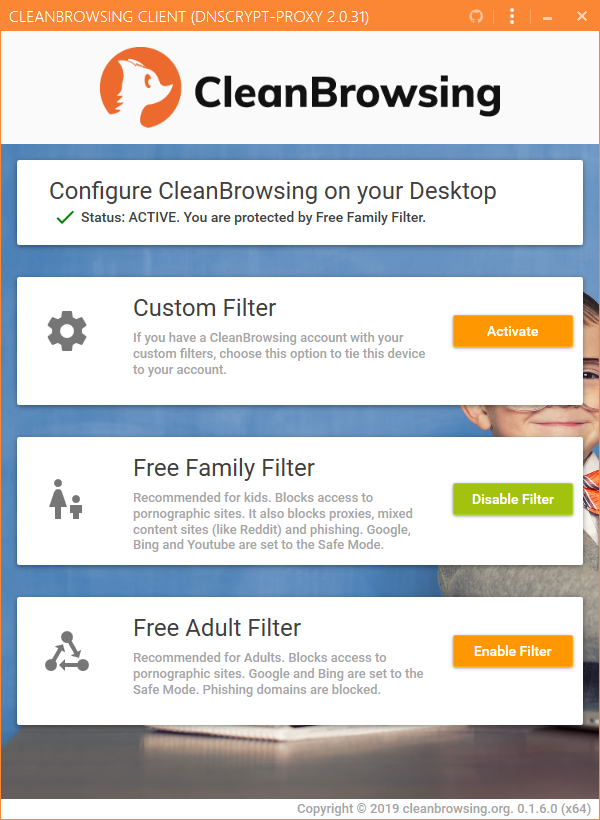 CLEANBROWSING CLIENT (DNSCRYPT-PROXY 2.0.31)
CleanBrowsing
Configure CleanBrowsing on your Desktop
Status: ACTIVE. You are protected by Free Family Filter.
Custom Filter
If you have a CleanBrowsing account with your
custom filters, choose this option to tie this device
to your account.
Activate
Free Family Filter
Recommended for kids. Blocks access to
pornographic sites. It also blocks proxies, mixed
content sites (like Reddit) and phishing. Google,
Bing and Youtube are set to the Safe Mode.
Disable Filter
Free Adult Filter
Recommended for Adults. Blocks access to
pornographic sites. Google and Bing are set to the
Safe Mode. Phishing domains are blocked.
Enable Filter
Copyright © 2019 cleanbrowsing.org. 0.1.6.0 (x64)